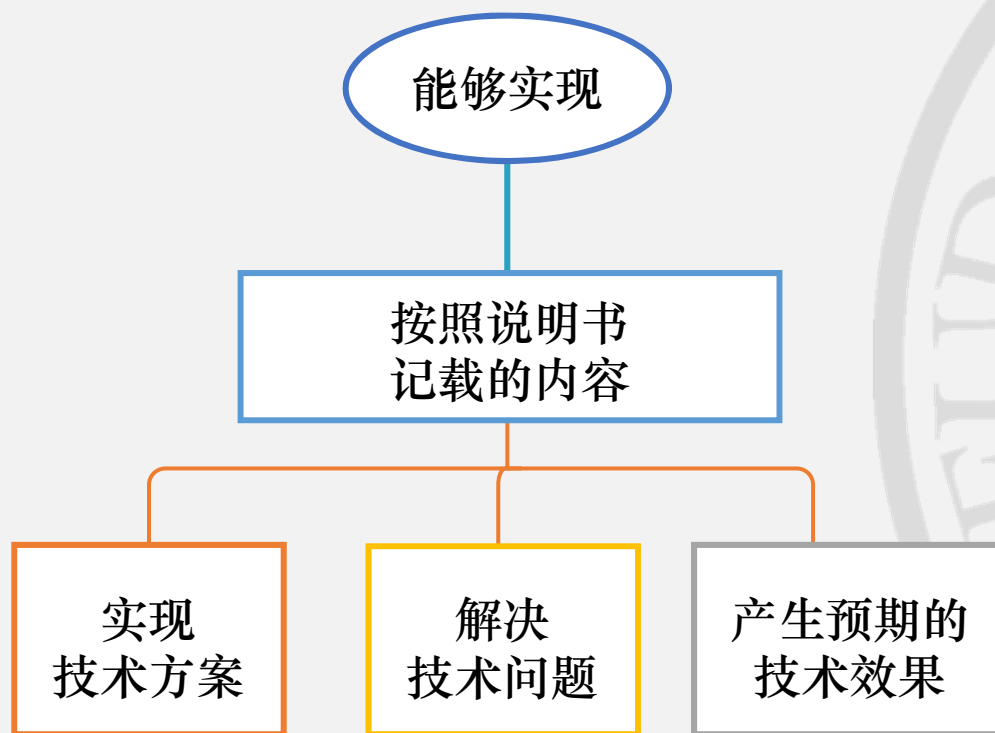 能够实现
按照说明书
记载的内容
实现
技术方案
解决
技术问题
产生预期的
技术效果